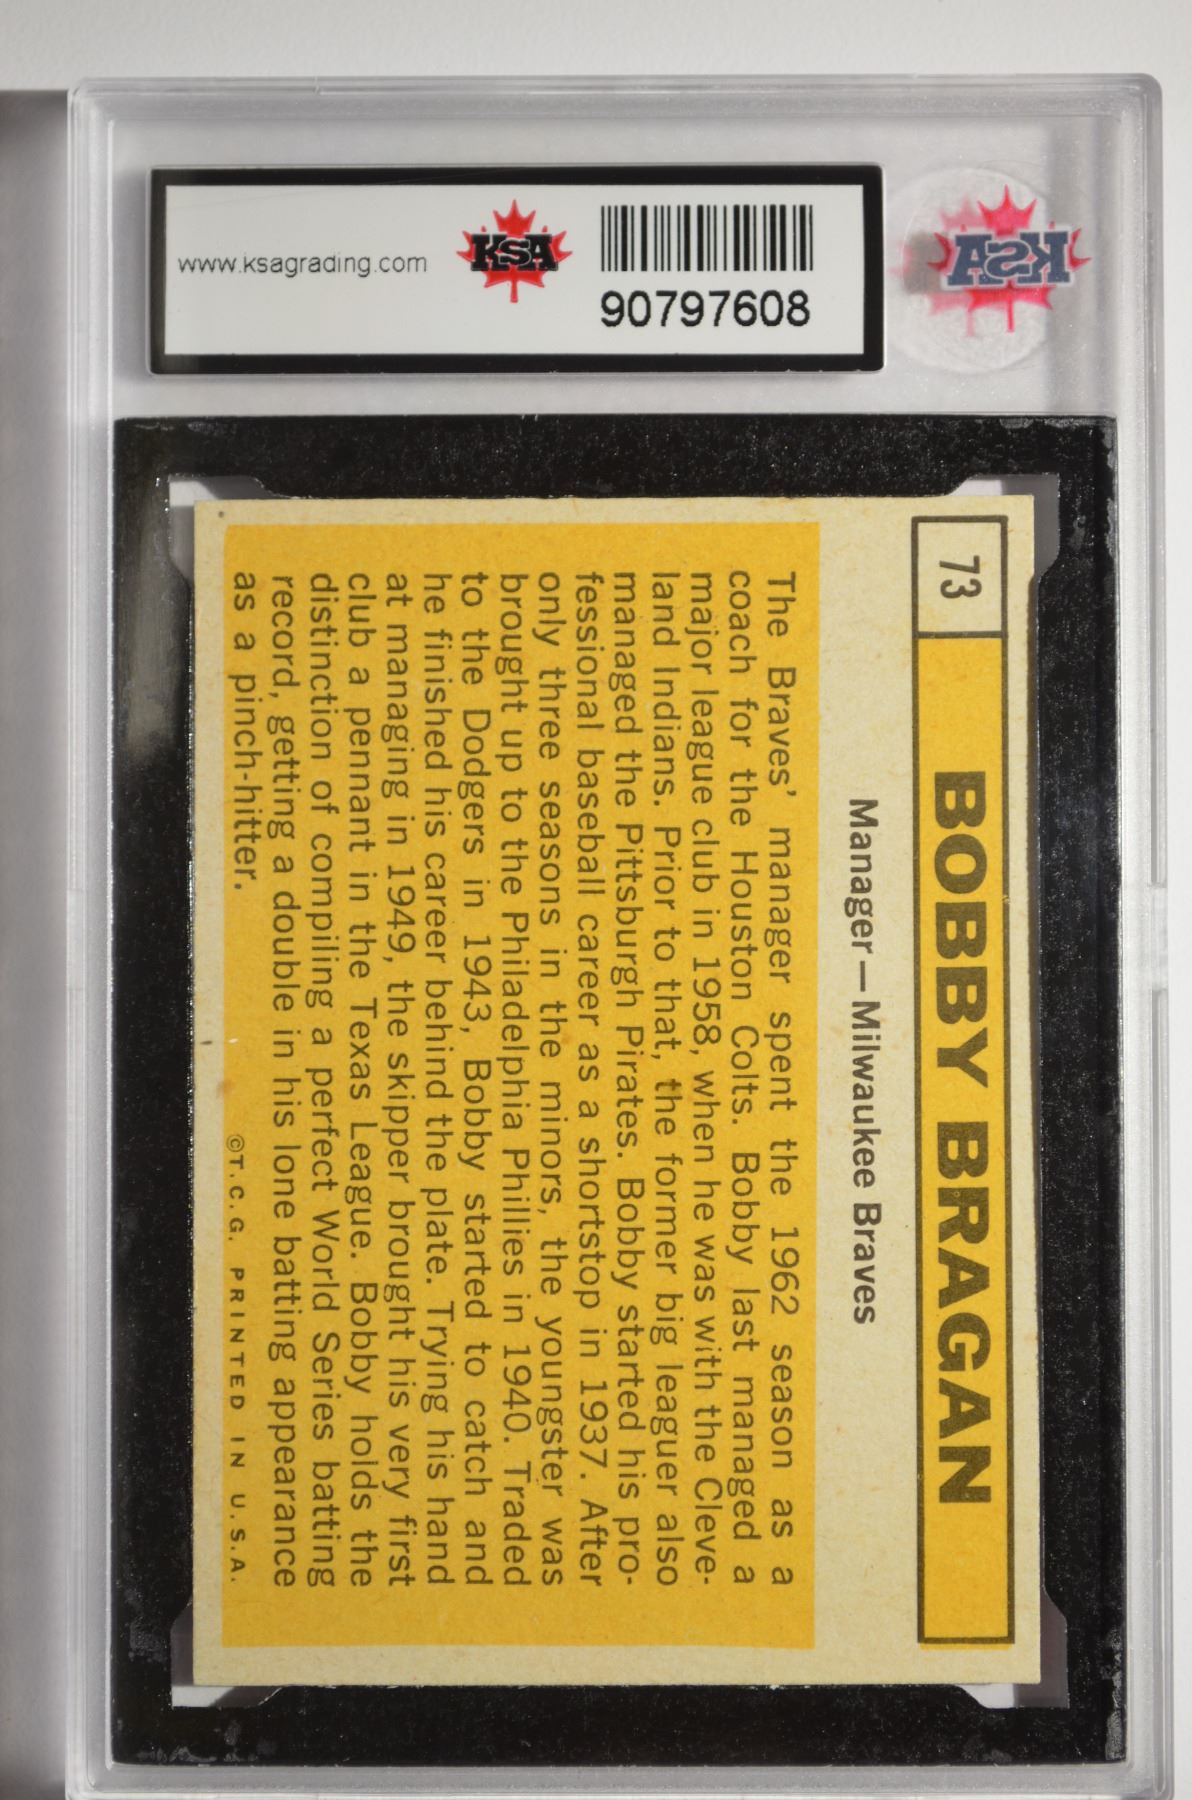 www.ksagrading.com
KSA
90797608
KSA
73
BOBBY BRAGAN
Manager—Milwaukee Braves
The Braves' manager spent the 1962 season as a
coach for the Houston Colts. Bobby last managed a
major league club in 1958, when he was with the Cleve-
land Indians. Prior to that, the former big leaguer also
managed the Pittsburgh Pirates. Bobby started his pro-
fessional baseball career as a shortstop in 1937. After
only three seasons in the minors, the youngster was
brought up to the Philadelphia Phillies in 1940. Traded
to the Dodgers in 1943, Bobby started to catch and
he finished his career behind the plate. Trying his hand
at managing in 1949, the skipper brought his very first
club a pennant in the Texas League. Bobby holds the
distinction of compiling a perfect World Series batting
record, getting a double in his lone batting appearance
as a pinch-hitter.
©T.C.G. PRINTED IN U.S.A.